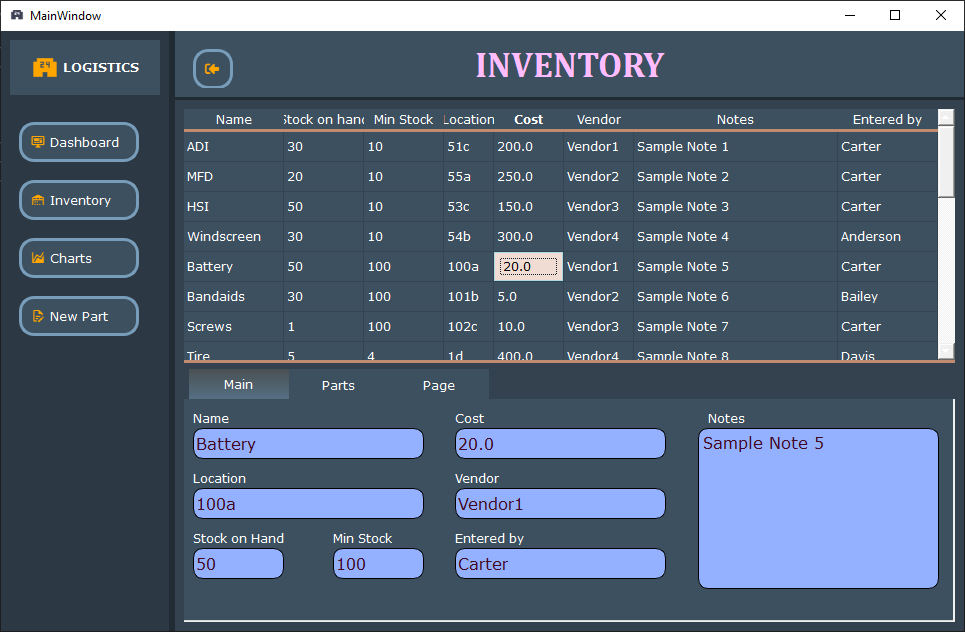 MainWindow
LOGISTICS
INVENTORY
Dashboard
Inventory
Charts
New Part
Name Stock on hand Min Stock Location Cost Vendor Notes Entered by
ADI 30 10 51c 200.0 Vendor1 Sample Note 1 Carter
MFD 20 10 55a 250.0 Vendor2 Sample Note 2 Carter
HSI 50 10 53c 150.0 Vendor3 Sample Note 3 Carter
Windscreen 30 10 54b 300.0 Vendor4 Sample Note 4 Anderson
Battery 50 100 100a 20.0 Vendor1 Sample Note 5 Carter
Bandaids 30 100 101b 5.0 Vendor2 Sample Note 6 Bailey
Screws 1 100 102c 10.0 Vendor3 Sample Note 7 Carter
Tire 5 4 1d 400.0 Vendor4 Sample Note 8 Davis
Main Parts Page
Name Cost Notes
Battery 20.0 Sample Note 5
Location Vendor
100a Vendor1
Stock on Hand Min Stock Entered by
50 100 Carter